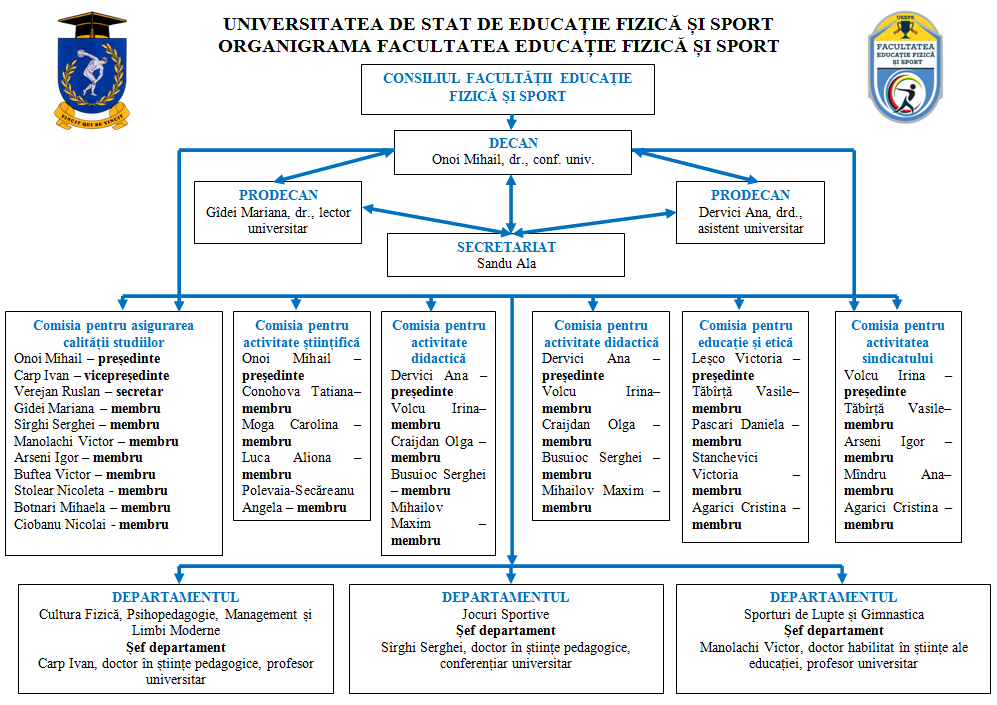 UNIVERSITATEA DE STAT DE EDUCAȚIE FIZICĂ ȘI SPORT
ORGANIGRAMA FACULTATEA EDUCAȚIE FIZICĂ ȘI SPORT
VINCIT QUI SE VINCIT
USEFS
FACULTATEA
EDUCAȚIE FIZICĂ
ȘI SPORT
CONSILIUL FACULTĂȚII EDUCAȚIE
FIZICĂ ȘI SPORT
DECAN
Onoi Mihail, dr., conf. univ.
PRODECAN
Gîdei Mariana, dr., lector
universitar
PRODECAN
Dervici Ana, drd.,
asistent universitar
SECRETARIAT
Sandu Ala
Comisia pentru asigurarea
calității studiilor
Onoi Mihail – președinte
Carp Ivan – vicepreședinte
Verejan Ruslan – secretar
Gîdei Mariana – membru
Sîrghi Serghei – membru
Manolachi Victor – membru
Arseni Igor – membru
Buftea Victor – membru
Stolear Nicoleta - membru
Botnari Mihaela – membru
Ciobanu Nicolai - membru
Comisia pentru
activitate științifică
Onoi Mihail –
președinte
Conohova Tatiana–
membru
Moga Carolina –
membru
Luca Aliona –
membru
Polevaia-Secăreanu
Angela – membru
Comisia pentru
activitate
didactică
Dervici Ana –
președinte
Volcu Irina–
membru
Craijdan Olga –
membru
Busuioc Serghei
– membru
Mihailov
Maxim –
membru
Comisia pentru
activitate didactică
Dervici Ana –
președinte
Volcu Irina–
membru
Craijdan Olga –
membru
Busuioc Serghei –
membru
Mihailov Maxim –
membru
Comisia pentru
educație și etică
Leșco Victoria –
președinte
Tăbîrță Vasile–
membru
Pascari Daniela –
membru
Stanchevici
Victoria –
membru
Agarici Cristina –
membru
Comisia pentru
activitatea
sindicatului
Volcu Irina –
președinte
Tăbîrță Vasile–
membru
Arseni Igor –
membru
Mîndru Ana–
membru
Agarici Cristina –
membru
DEPARTAMENTUL
Cultura Fizică, Psihopedagogie, Management și
Limbi Moderne
Șef departament
Carp Ivan, doctor în științe pedagogice, profesor
universitar
DEPARTAMENTUL
Jocuri Sportive
Șef departament
Sîrghi Serghei, doctor în științe pedagogice,
conferențiar universitar
DEPARTAMENTUL
Sporturi de Lupte și Gimnastica
Șef departament
Manolachi Victor, doctor habilitat în științe ale
educației, profesor universitar